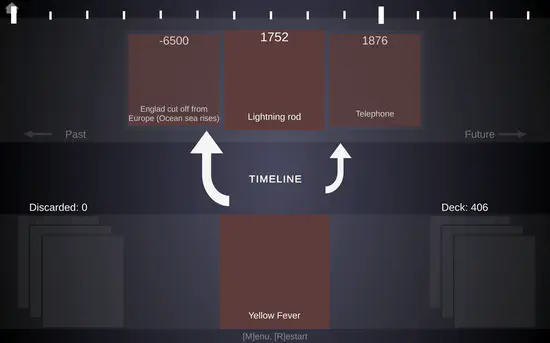 -6500
1752
1876
Englad cut off from
Europe (Ocean sea rises)
Lightning rod
Telephone
Past
Future
TIMELINE
Discarded: 0
Deck: 406
Yellow Fever
[M]enu, [R]estart